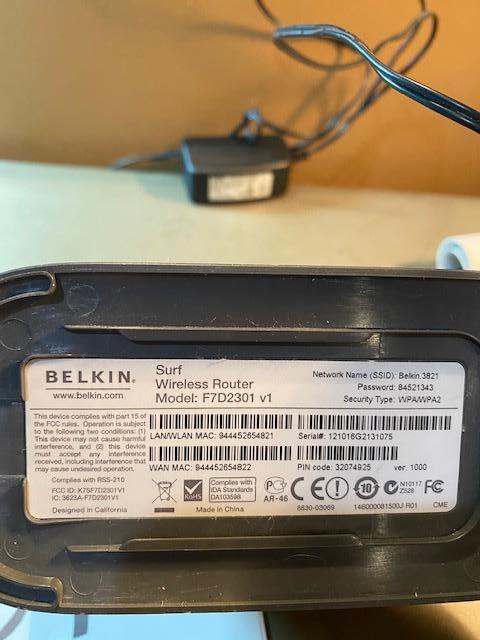 BELKIN.
www.belkin.com
Surf
Wireless Router
Model: F7D2301 v1
Network Name (SSID): Belkin.3821
Password: 84521343
Security Type: WPA/WPA2
This device complies with part 15 of
the FCC rules. Operation is subject
to the following two conditions: (1)
This device may not cause harmful
interference, and (2) this device
must accept any interference
received, including interference that
may cause undesired operation.
Complies with RSS-210
FCC ID: K7SF7D2301V1
IC: 3623A-F7D2301V1
Designed in California
LAN/WLAN MAC: 944452654821
Serial#: 121016G2131075
WAN MAC: 944452654822
PIN code: 32074925
ver. 1000
RoHS
Complies with
IDA Standards
DA103598
Made in China
AR-46
CE
10
N10117
Z528
FC
8830-03069
146000081500J R01
CME